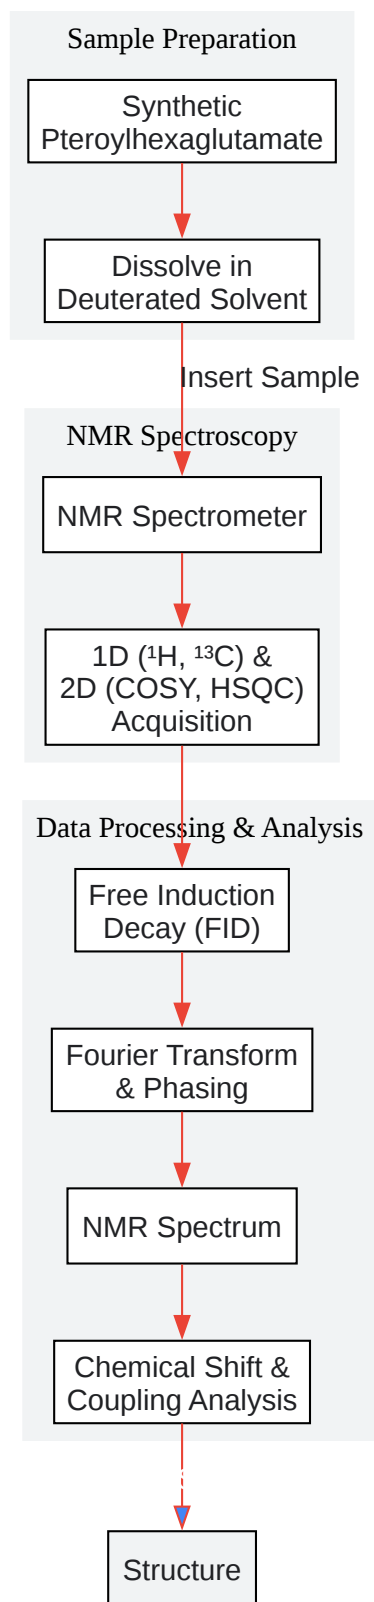 Sample Preparation
Synthetic
Pteroylhexaglutamate
Dissolve in
Deuterated Solvent
Insert Sample
NMR Spectroscopy
NMR Spectrometer
1D (¹H, ¹³C) &
2D (COSY, HSQC)
Acquisition
Data Processing & Analysis
Free Induction
Decay (FID)
Fourier Transform
& Phasing
NMR Spectrum
Chemical Shift &
Coupling Analysis
Structure